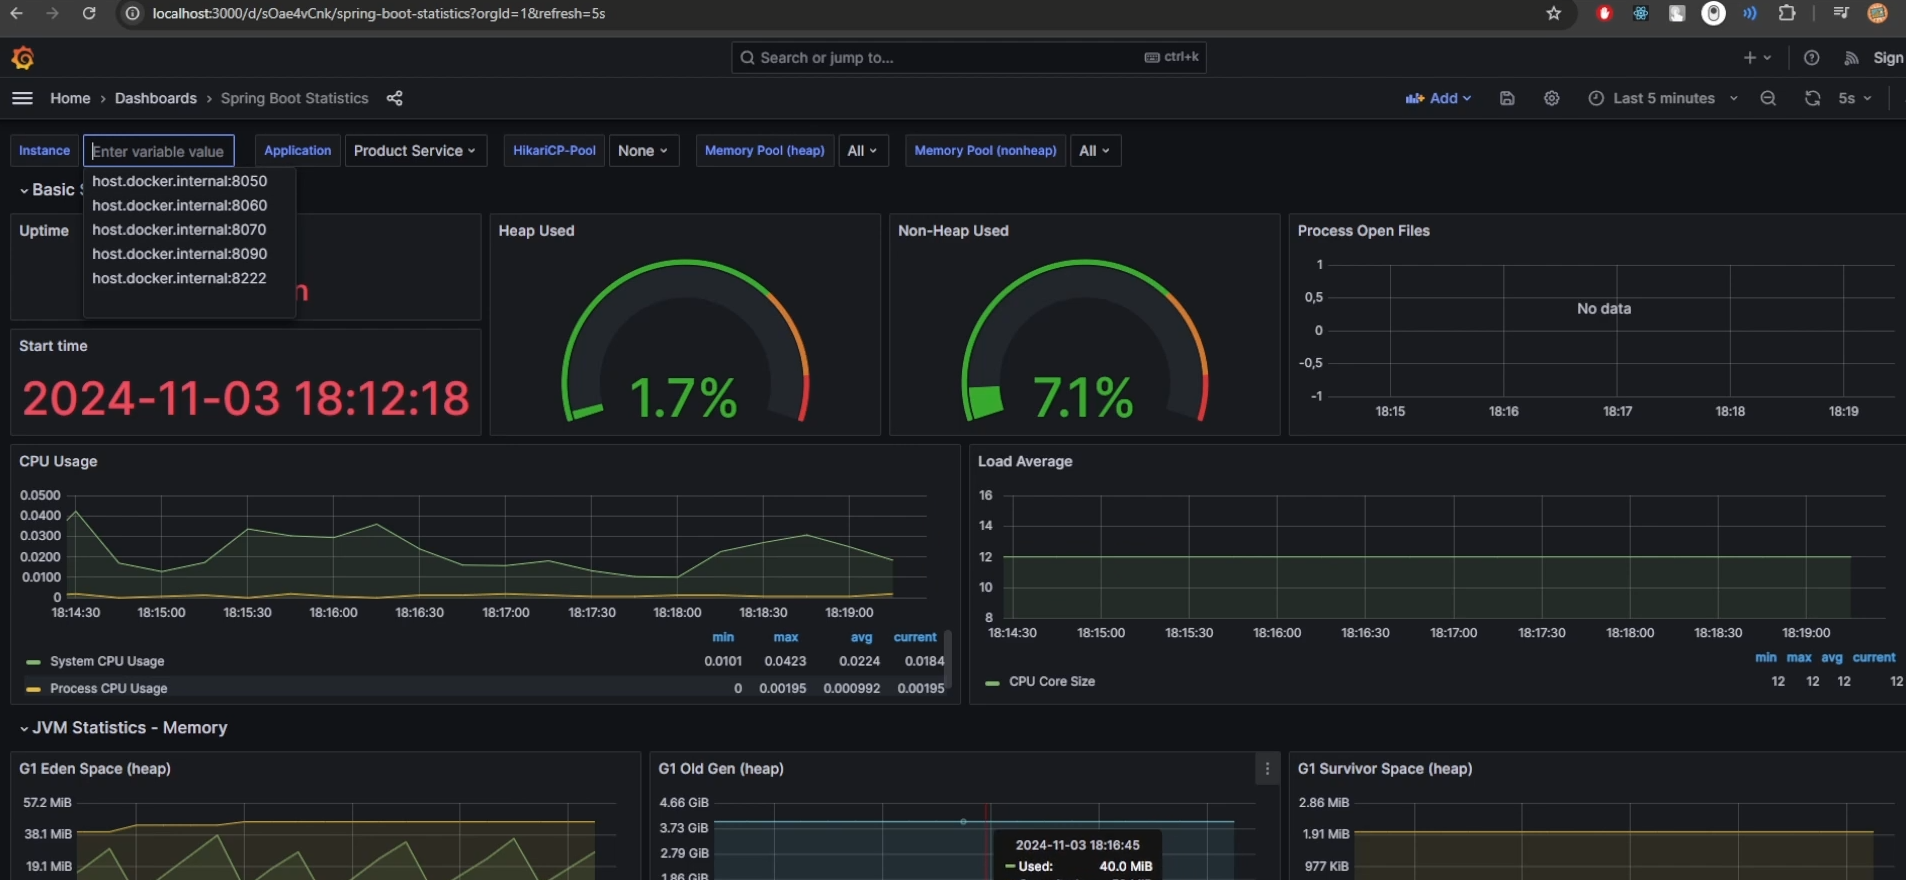 localhost:3000/d/sOae4vCnk/spring-boot-statistics?orgId=1&refresh=5s
Search or jump to... ctrl+k
Sign
Home › Dashboards › Spring Boot Statistics
Add Last 5 minutes 5s
Instance Enter variable value Application Product Service HikariCP-Pool None Memory Pool (heap) All Memory Pool (nonheap) All
host.docker.internal:8050
host.docker.internal:8060
host.docker.internal:8070
host.docker.internal:8090
host.docker.internal:8222
Basic
Uptime
Start time
2024-11-03 18:12:18
Heap Used
1.7%
Non-Heap Used
7.1%
Process Open Files
1
0,5
0
-0,5
-1
No data
18:15 18:16 18:17 18:18 18:19
CPU Usage
0.0500
0.0400
0.0300
0.0200
0.0100
0
18:14:30 18:15:00 18:15:30 18:16:00 18:16:30 18:17:00 18:17:30 18:18:00 18:18:30 18:19:00
min max avg current
System CPU Usage 0.0101 0.0423 0.0224 0.0184
Process CPU Usage 0 0.00195 0.000992 0.00195
Load Average
16
14
12
10
8
18:14:30 18:15:00 18:15:30 18:16:00 18:16:30 18:17:00 18:17:30 18:18:00 18:18:30 18:19:00
min max avg current
CPU Core Size 12 12 12 12
JVM Statistics - Memory
G1 Eden Space (heap)
57.2 MiB
38.1 MiB
19.1 MiB
G1 Old Gen (heap)
4.66 GiB
3.73 GiB
2.79 GiB
1.86 GiB
2024-11-03 18:16:45
Used: 40.0 MiB
G1 Survivor Space (heap)
2.86 MiB
1.91 MiB
977 KiB